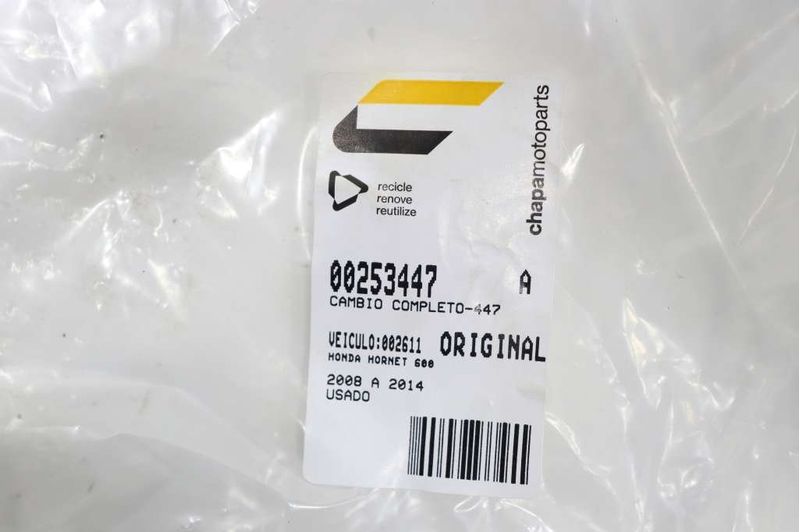 chapamotoparts
recicle
renove
reutilize
00253447 A
CAMBIO COMPLETO-447
VEICULO:002611 ORIGINAL
HONDA HORNET 600
2008 A 2014
USADO